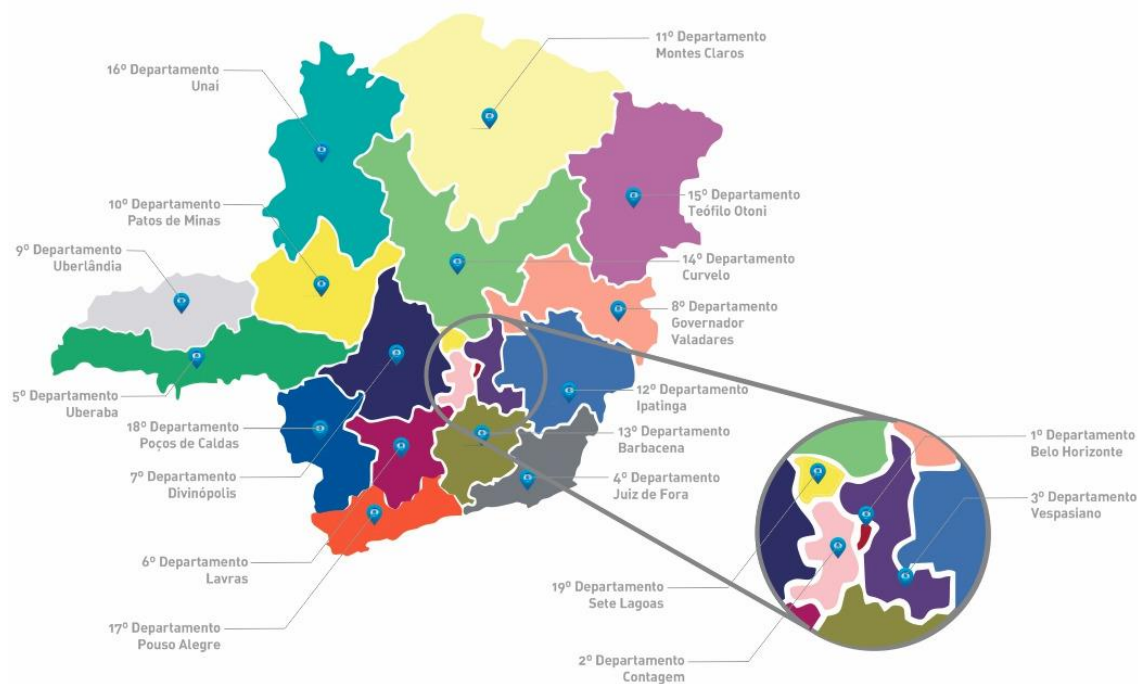 11º Departamento
Montes Claros
16º Departamento
Unaí
15º Departamento
Teófilo Otoni
10º Departamento
Patos de Minas
9º Departamento
Uberlândia
14º Departamento
Curvelo
8º Departamento
Governador
Valadares
5º Departamento
Uberaba
12º Departamento
Ipatinga
18º Departamento
Poços de Caldas
13º Departamento
Barbacena
1º Departamento
Belo Horizonte
7º Departamento
Divinópolis
4º Departamento
Juiz de Fora
3º Departamento
Vespasiano
6º Departamento
Lavras
19º Departamento
Sete Lagoas
17º Departamento
Pouso Alegre
2º Departamento
Contagem